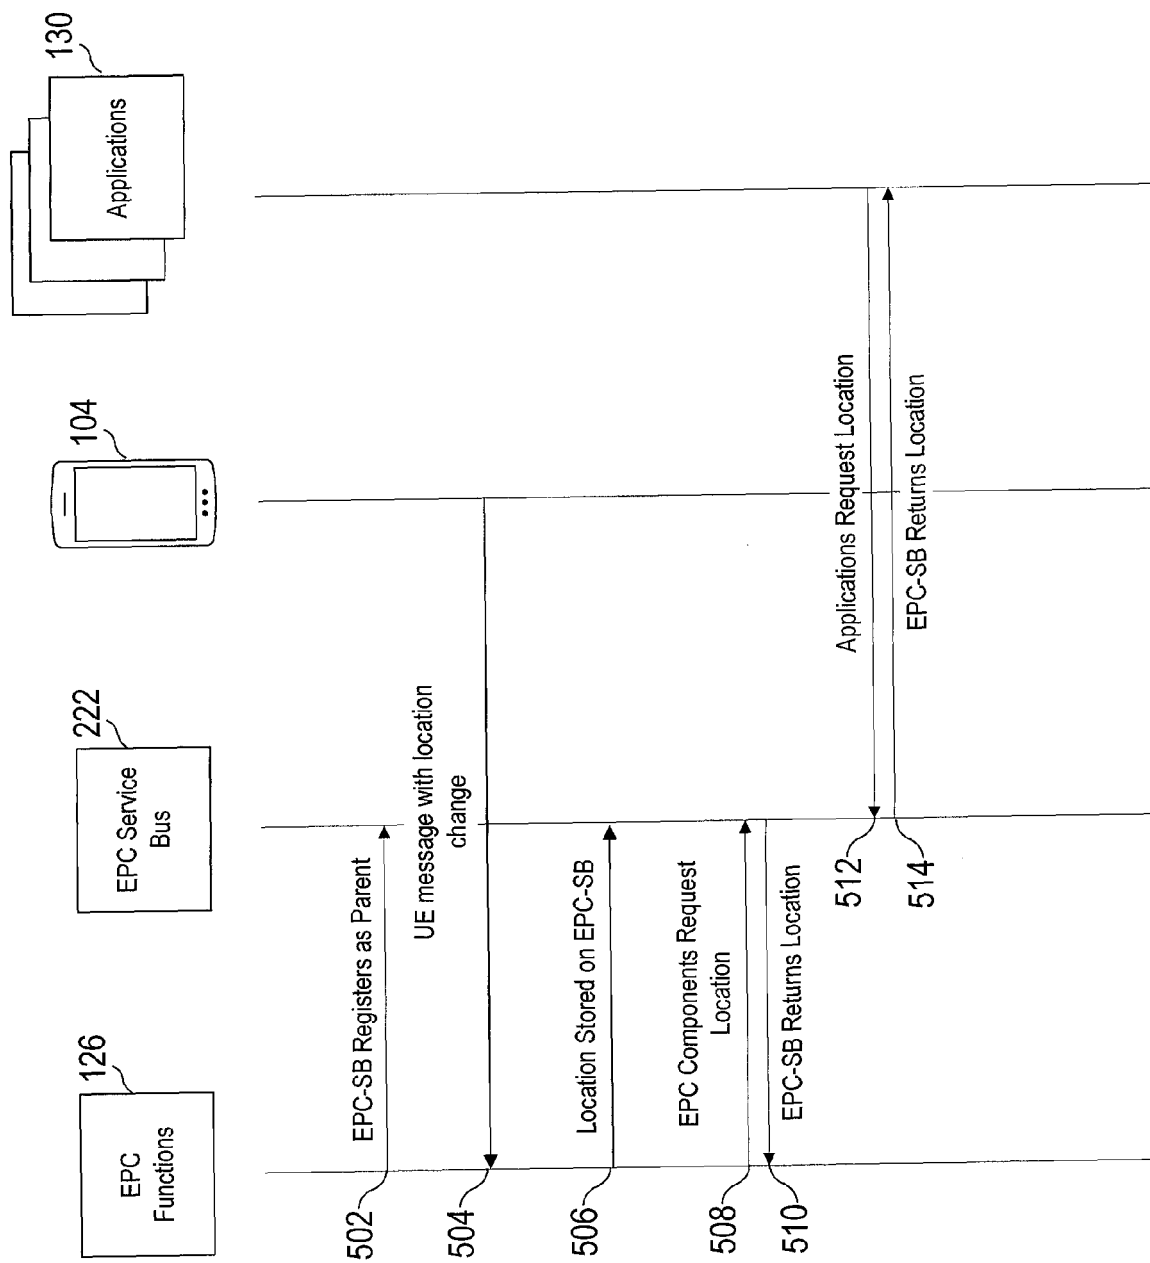 EPC
Functions
126
EPC Service
Bus
222
104
Applications
130
502
EPC-SB Registers as Parent
504
UE message with location
change
506
Location Stored on EPC-SB
508
EPC Components Request
Location
510
EPC-SB Returns Location
512
Applications Request Location
514
EPC-SB Returns Location